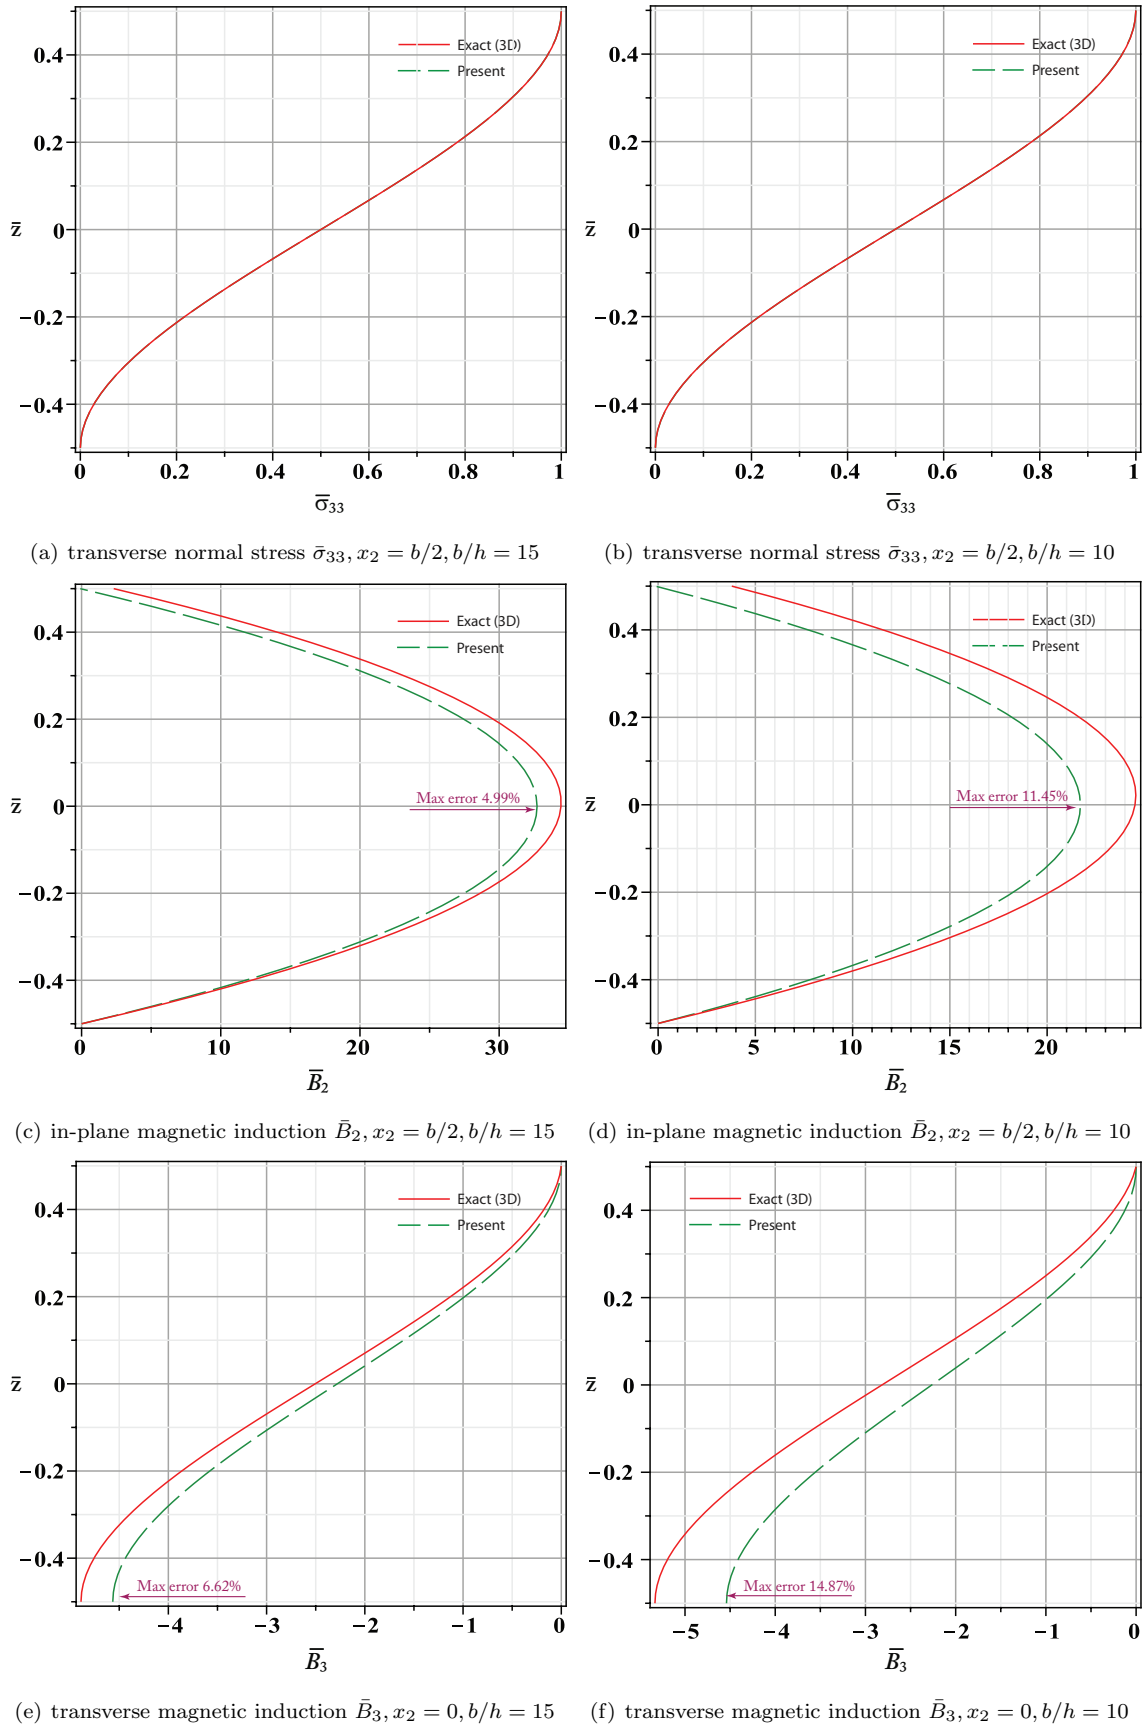 0.4
0.2
0
−0.2
−0.4
z̄
Exact (3D)
Present
0 0.2 0.4 0.6 0.8 1
σ̄33
(a) transverse normal stress σ̄33, x2 = b/2, b/h = 15
0.4
0.2
0
−0.2
−0.4
z̄
Exact (3D)
Present
0 0.2 0.4 0.6 0.8 1
σ̄33
(b) transverse normal stress σ̄33, x2 = b/2, b/h = 10
0.4
0.2
0
−0.2
−0.4
z̄
Exact (3D)
Present
Max error 4.99%
0 10 20 30
B̄2
(c) in-plane magnetic induction B̄2, x2 = b/2, b/h = 15
0.4
0.2
0
−0.2
−0.4
z̄
Exact (3D)
Present
Max error 11.45%
0 5 10 15 20
B̄2
(d) in-plane magnetic induction B̄2, x2 = b/2, b/h = 10
0.4
0.2
0
−0.2
−0.4
z̄
Exact (3D)
Present
Max error 6.62%
−4 −3 −2 −1 0
B̄3
(e) transverse magnetic induction B̄3, x2 = 0, b/h = 15
0.4
0.2
0
−0.2
−0.4
z̄
Exact (3D)
Present
Max error 14.87%
−5 −4 −3 −2 −1 0
B̄3
(f) transverse magnetic induction B̄3, x2 = 0, b/h = 10